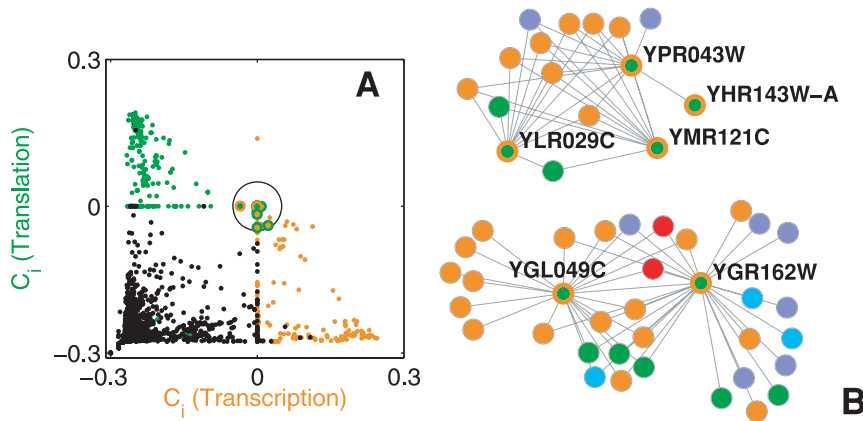 0.3
A
0
−0.3
C_i (Translation)
−0.3
0
0.3
C_i (Transcription)
YPR043W
YHR143W−A
YLR029C
YMR121C
YGL049C
YGR162W
B